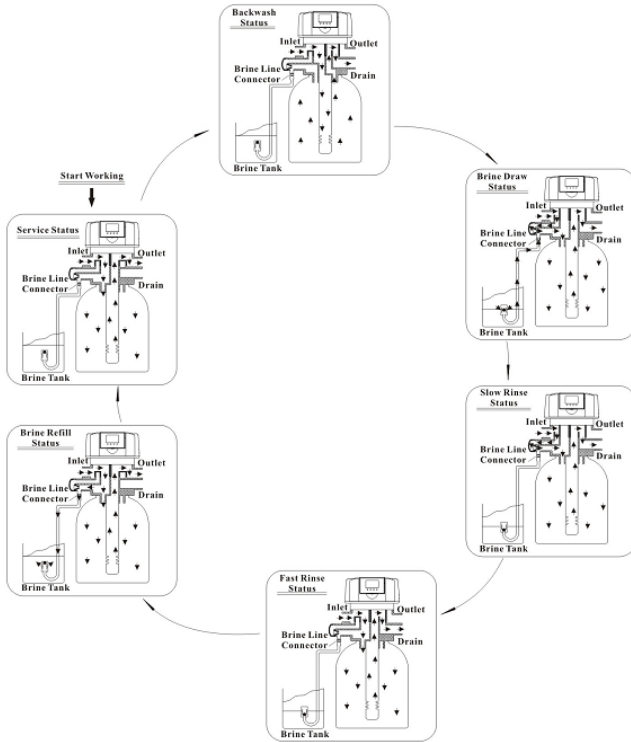 Backwash
Status
Inlet
Outlet
Brine Line
Connector
Drain
Brine Tank
Start Working
Brine Draw
Status
Inlet
Outlet
Brine Line
Connector
Drain
Brine Tank
Service Status
Inlet
Outlet
Brine Line
Connector
Drain
Brine Tank
Slow Rinse
Status
Inlet
Outlet
Brine Line
Connector
Drain
Brine Tank
Brine Refill
Status
Inlet
Outlet
Brine Line
Connector
Drain
Brine Tank
Fast Rinse
Status
Inlet
Outlet
Brine Line
Connector
Drain
Brine Tank